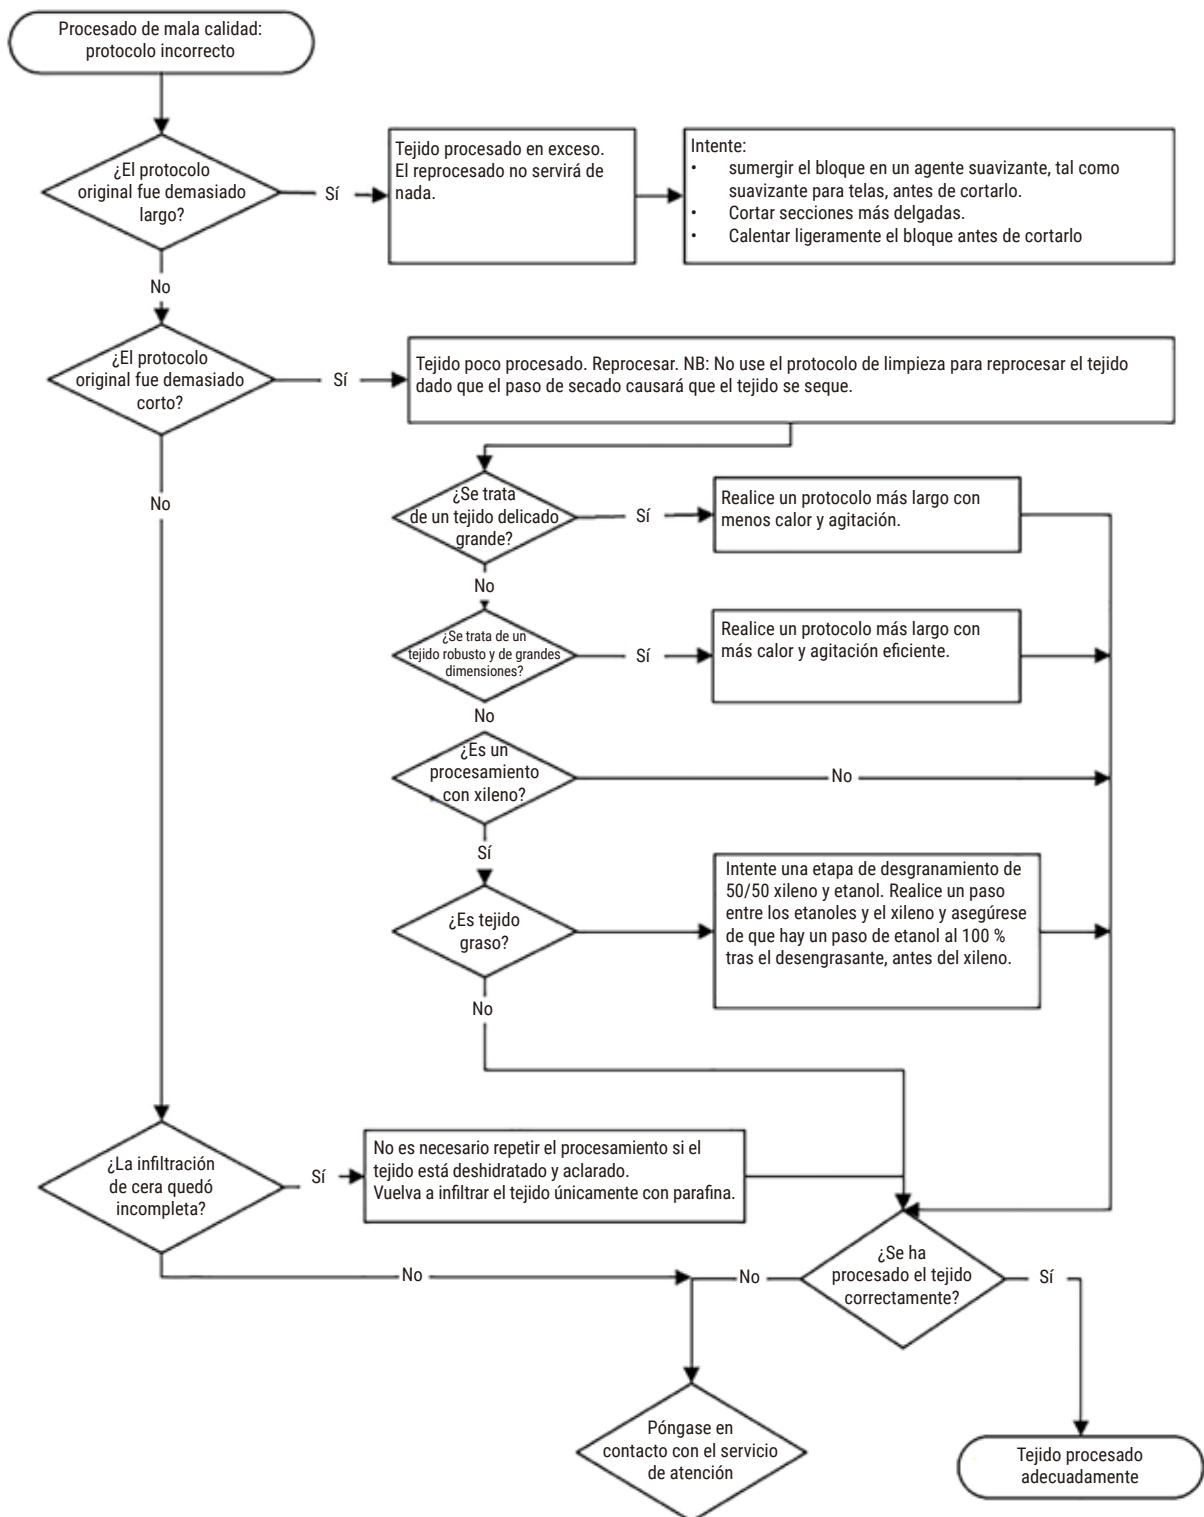 Procesado de mala calidad:
protocolo incorrecto
¿El protocolo
original fue demasiado
largo?
Sí
Tejido procesado en exceso.
El reprocesado no servirá de
nada.
Intente:
• sumergir el bloque en un agente suavizante, tal como
suavizante para telas, antes de cortarlo.
• Cortar secciones más delgadas.
• Calentar ligeramente el bloque antes de cortarlo
No
¿El protocolo
original fue demasiado
corto?
Sí
Tejido poco procesado. Reprocesar. NB: No use el protocolo de limpieza para reprocesar el tejido
dado que el paso de secado causará que el tejido se seque.
No
¿Se trata
de un tejido delicado
grande?
Sí
Realice un protocolo más largo con
menos calor y agitación.
No
¿Se trata de un
tejido robusto y de grandes
dimensiones?
Sí
Realice un protocolo más largo con
más calor y agitación eficiente.
No
¿Es un
procesamiento
con xileno?
No
Sí
¿Es tejido
graso?
Intente una etapa de desgranamiento de
50/50 xileno y etanol. Realice un paso
entre los etanoles y el xileno y asegúrese
de que hay un paso de etanol al 100 %
tras el desengrasante, antes del xileno.
No
¿La infiltración
de cera quedó
incompleta?
Sí
No es necesario repetir el procesamiento si el
tejido está deshidratado y aclarado.
Vuelva a infiltrar el tejido únicamente con parafina.
No
¿Se ha
procesado el tejido
correctamente?
No
Sí
Póngase en
contacto con el servicio
de atención
Tejido procesado
adecuadamente